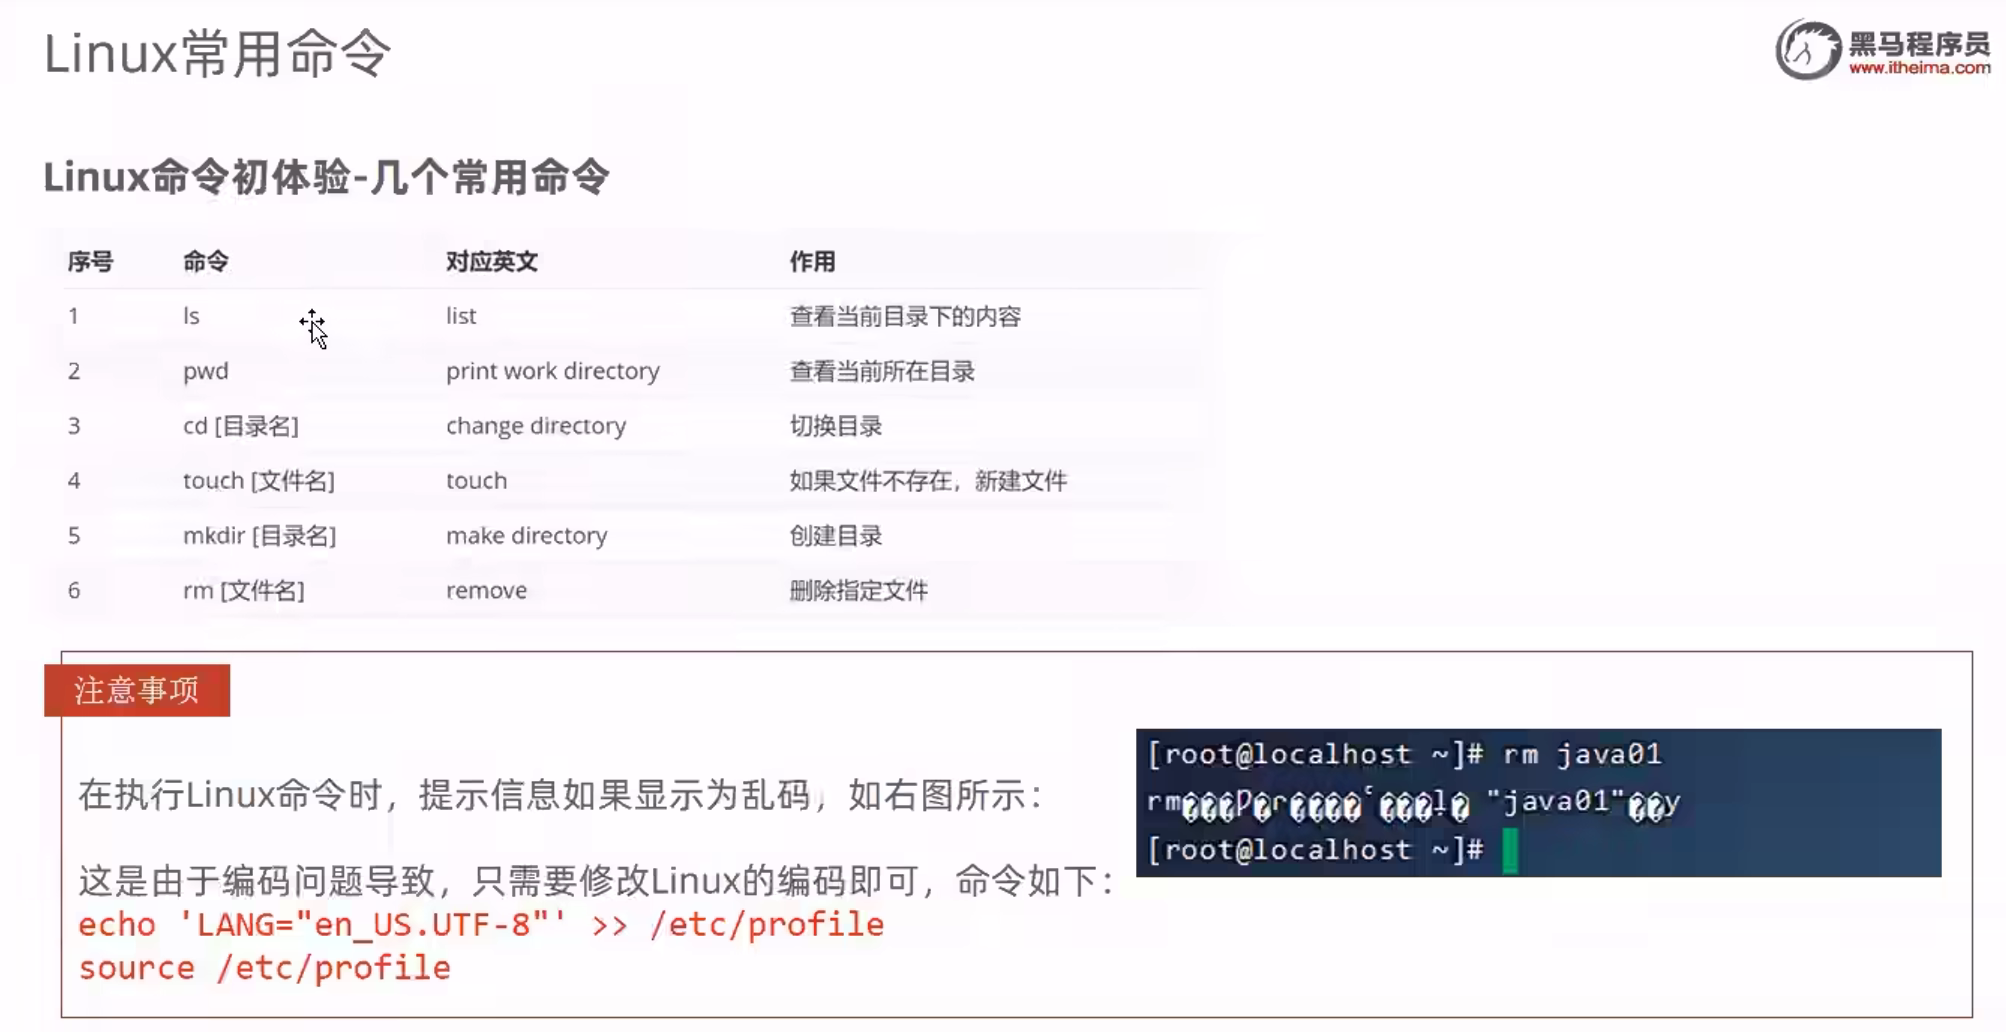 Linux常用命令
黑马程序员
www.itheima.com
Linux命令初体验-几个常用命令
序号 命令 对应英文 作用
1 ls list 查看当前目录下的内容
2 pwd print work directory 查看当前所在目录
3 cd [目录名] change directory 切换目录
4 touch [文件名] touch 如果文件不存在，新建文件
5 mkdir [目录名] make directory 创建目录
6 rm [文件名] remove 删除指定文件
注意事项
在执行Linux命令时，提示信息如果显示为乱码，如右图所示：
这是由于编码问题导致，只需要修改Linux的编码即可，命令如下：
echo 'LANG="en_US.UTF-8"' >> /etc/profile
source /etc/profile
[root@localhost ~]# rm java01
rm���p�r����ʿ���l� "java01"��y
[root@localhost ~]#